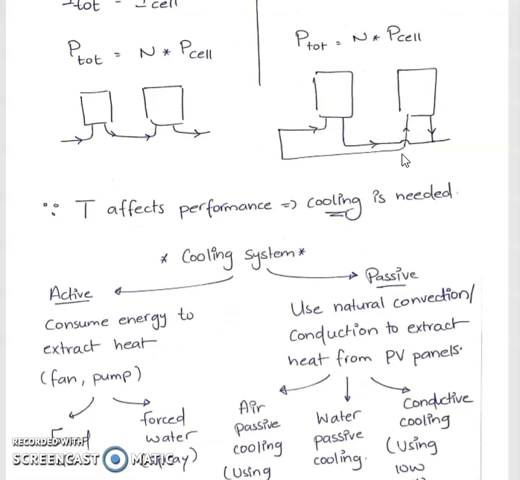 Itot = Icell
Ptot = N * Pcell
Ptot = N * Pcell
∵ T affects performance => cooling is needed.
* Cooling System *
Active
Consume energy to
extract heat
(fan, pump)
forced
water
Passive
Use natural convection/
Conduction to extract
heat from PV panels.
Air
passive
cooling
(Using
Water
passive
cooling.
Conductive
cooling
(Using
low
RECORDED WITH
SCREENCAST MATIC